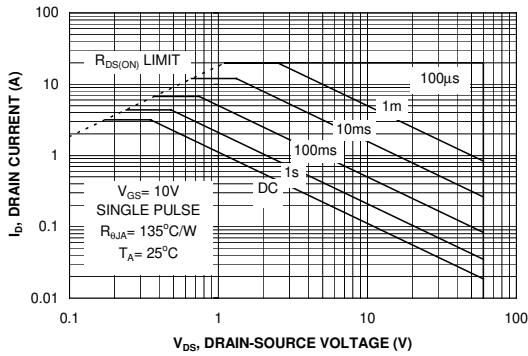 100
10
1
0.1
0.01
I_D, DRAIN CURRENT (A)
R_DS(ON) LIMIT
100µs
1m
10ms
100ms
1s
DC
V_GS= 10V
SINGLE PULSE
R_θJA= 135°C/W
T_A= 25°C
0.1
1
10
100
V_DS, DRAIN-SOURCE VOLTAGE (V)